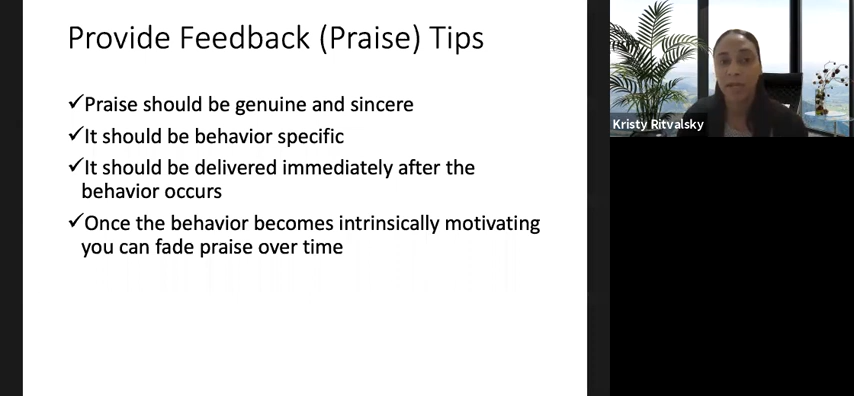 Provide Feedback (Praise) Tips
✓Praise should be genuine and sincere
✓It should be behavior specific
✓It should be delivered immediately after the
behavior occurs
✓Once the behavior becomes intrinsically motivating
you can fade praise over time
Kristy Ritvalsky